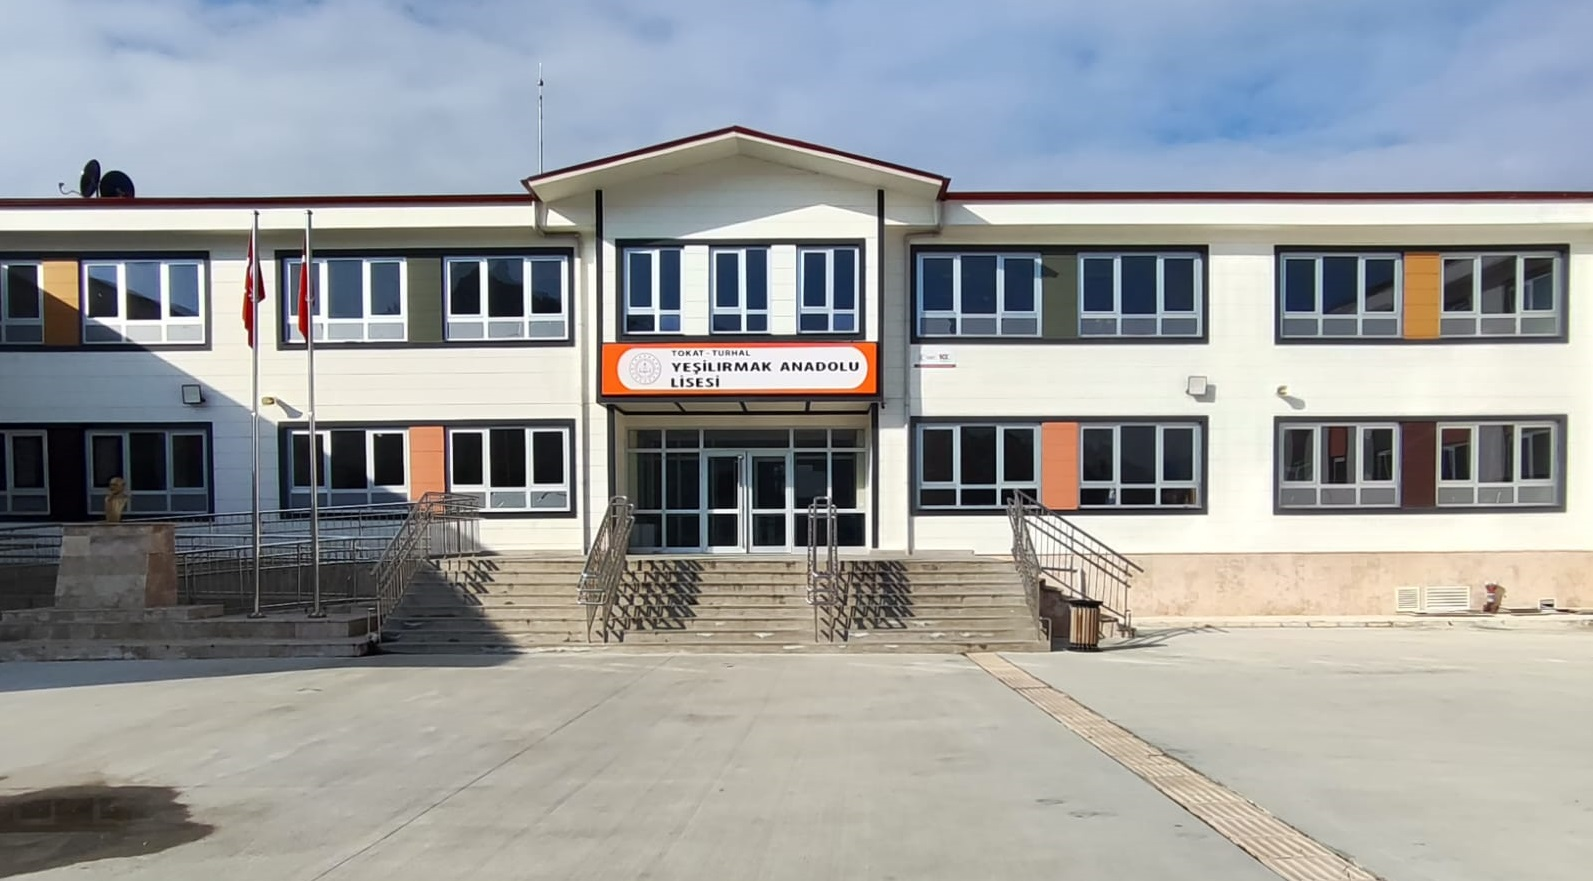 TOKAT - TURHAL
YEŞİLIRMAK ANADOLU
LİSESİ